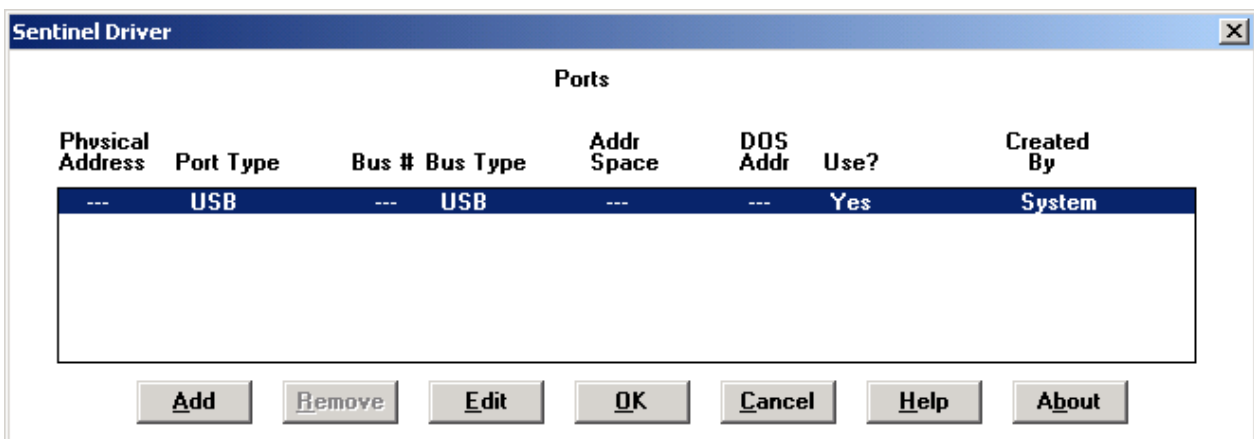 Sentinel Driver
Ports
Physical Address Port Type Bus # Bus Type Addr Space DOS Addr Use? Created By
--- USB --- USB --- --- Yes System
Add Remove Edit OK Cancel Help About